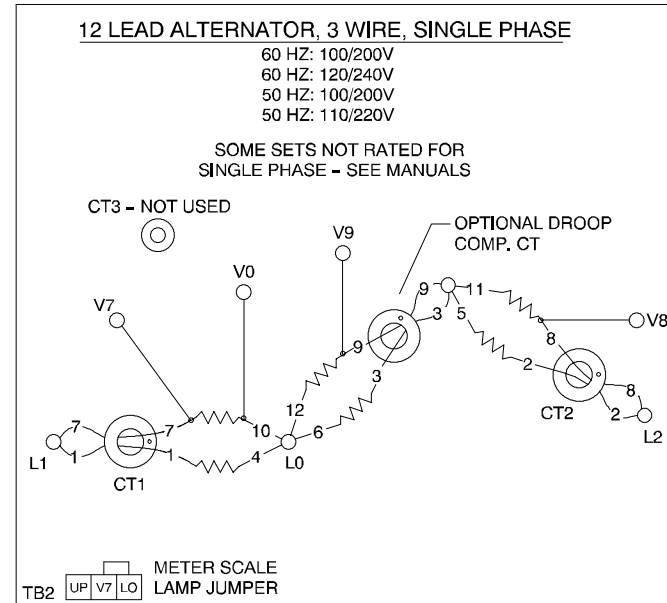 12 LEAD ALTERNATOR, 3 WIRE, SINGLE PHASE
60 HZ: 100/200V
60 HZ: 120/240V
50 HZ: 100/200V
50 HZ: 110/220V
SOME SETS NOT RATED FOR
SINGLE PHASE – SEE MANUALS
CT3 – NOT USED
OPTIONAL DROOP
COMP. CT
V9
V0
V7
V8
9
3
11
5
8
2
9
3
12
6
7
1
7
1
10
4
8
2
L1
CT1
L0
CT2
L2
METER SCALE
LAMP JUMPER
TB2 UP V7 LO